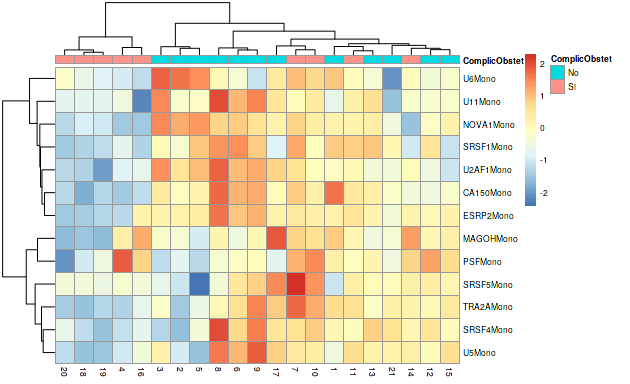 ComplicObstet
U6Mono
U11Mono
NOVA1Mono
SRSF1Mono
U2AF1Mono
CA150Mono
ESRP2Mono
MAGOHMono
PSFMono
SRSF5Mono
TRA2AMono
SRSF4Mono
U5Mono
20 18 19 4 16 3 2 5 8 6 9 17 7 10 1 11 13 21 14 12 15
2
1
0
-1
-2
ComplicObstet
No
SI